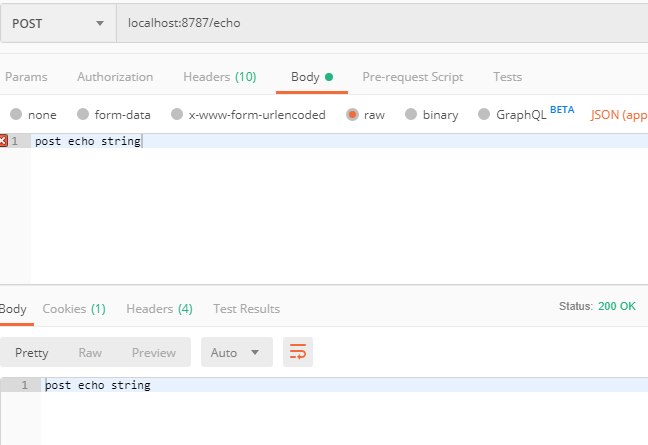 POST localhost:8787/echo
Params Authorization Headers (10) Body Pre-request Script Tests
none form-data x-www-form-urlencoded raw binary GraphQL BETA JSON (app
1 post echo string
Body Cookies (1) Headers (4) Test Results Status: 200 OK
Pretty Raw Preview Auto
1 post echo string